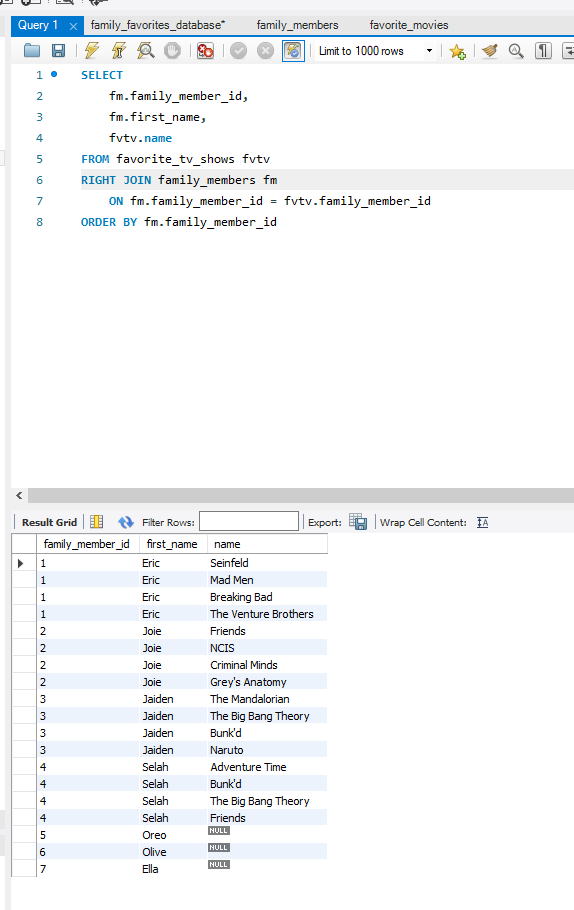 Query 1 × family_favorites_database* family_members favorite_movies
Limit to 1000 rows
1 SELECT
2 fm.family_member_id,
3 fm.first_name,
4 fvtv.name
5 FROM favorite_tv_shows fvtv
6 RIGHT JOIN family_members fm
7 ON fm.family_member_id = fvtv.family_member_id
8 ORDER BY fm.family_member_id
Result Grid Filter Rows: Export: Wrap Cell Content:
family_member_id first_name name
1 Eric Seinfeld
1 Eric Mad Men
1 Eric Breaking Bad
1 Eric The Venture Brothers
2 Joie Friends
2 Joie NCIS
2 Joie Criminal Minds
2 Joie Grey's Anatomy
3 Jaiden The Mandalorian
3 Jaiden The Big Bang Theory
3 Jaiden Bunk'd
3 Jaiden Naruto
4 Selah Adventure Time
4 Selah Bunk'd
4 Selah The Big Bang Theory
4 Selah Friends
5 Oreo NULL
6 Olive NULL
7 Ella NULL